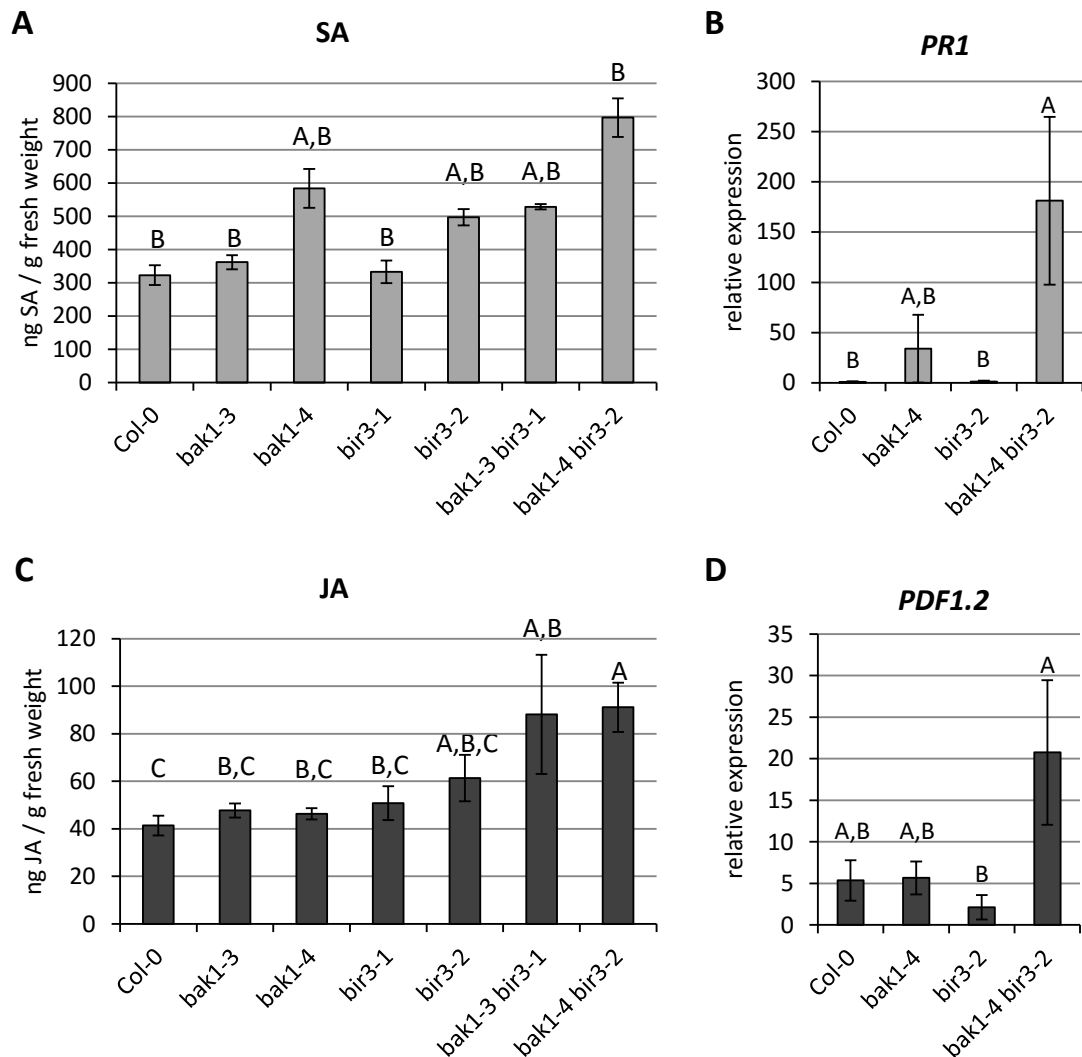 A
SA
ng SA / g fresh weight
900
800
700
600
500
400
300
200
100
0
B
B
A,B
B
A,B
A,B
B
Col-0
bak1-3
bak1-4
bir3-1
bir3-2
bak1-3 bir3-1
bak1-4 bir3-2
B
PR1
relative expression
300
250
200
150
100
50
0
B
A,B
B
A
Col-0
bak1-4
bir3-2
bak1-4 bir3-2
C
JA
ng JA / g fresh weight
120
100
80
60
40
20
0
C
B,C
B,C
B,C
A,B,C
A,B
A
Col-0
bak1-3
bak1-4
bir3-1
bir3-2
bak1-3 bir3-1
bak1-4 bir3-2
D
PDF1.2
relative expression
35
30
25
20
15
10
5
0
A,B
A,B
B
A
Col-0
bak1-4
bir3-2
bak1-4 bir3-2